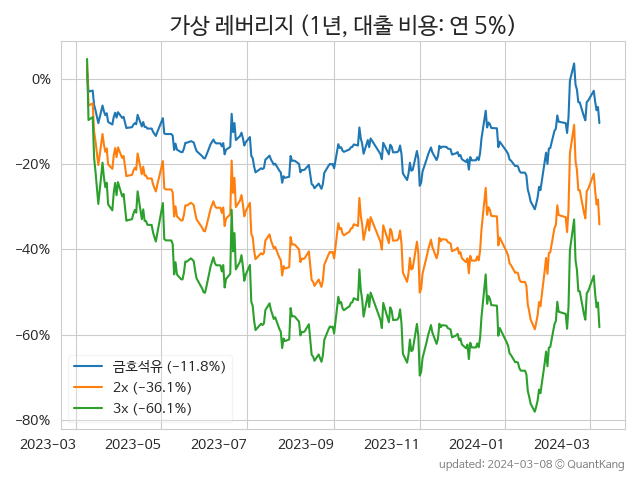 가상 레버리지 (1년, 대출 비용: 연 5%)
0%
−20%
−40%
−60%
−80%
금호석유 (−11.8%)
2x (−36.1%)
3x (−60.1%)
2023-03 2023-05 2023-07 2023-09 2023-11 2024-01 2024-03
updated: 2024-03-08 © QuantKang